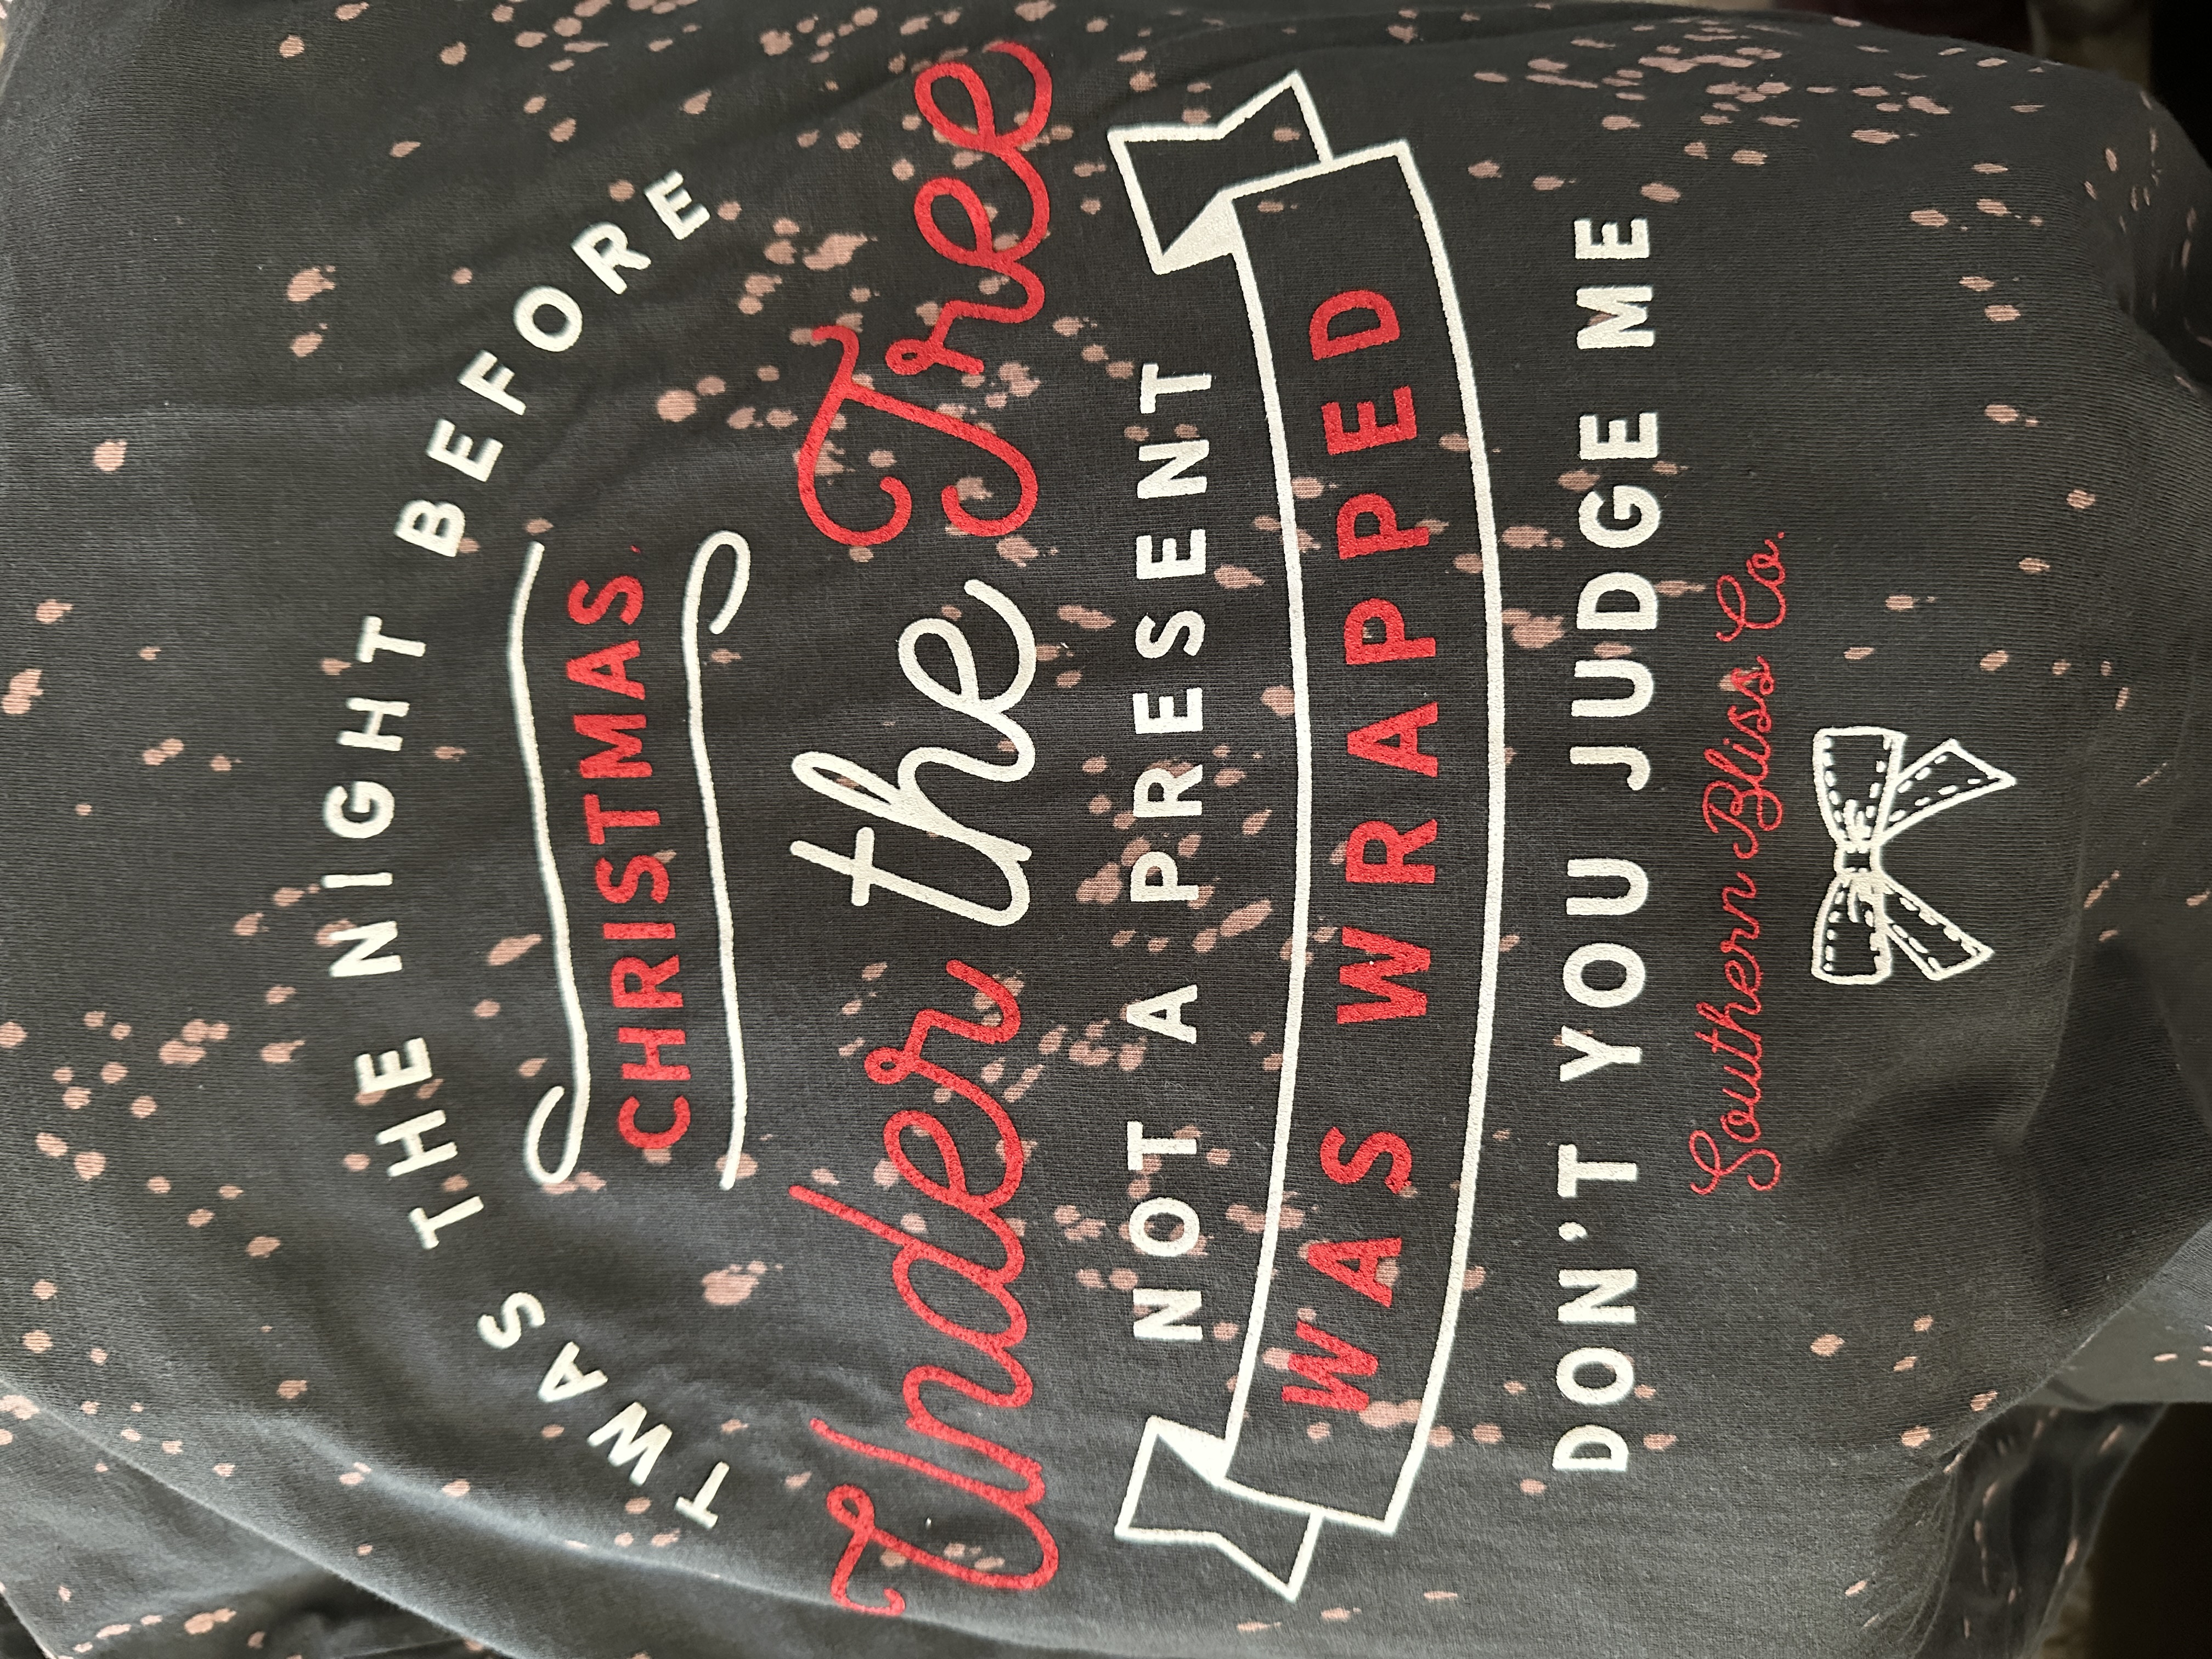 TWAS THE NIGHT BEFORE
CHRISTMAS
Under the Tree
NOT A PRESENT
WAS WRAPPED
DON'T YOU JUDGE ME
Southern Bliss Co.